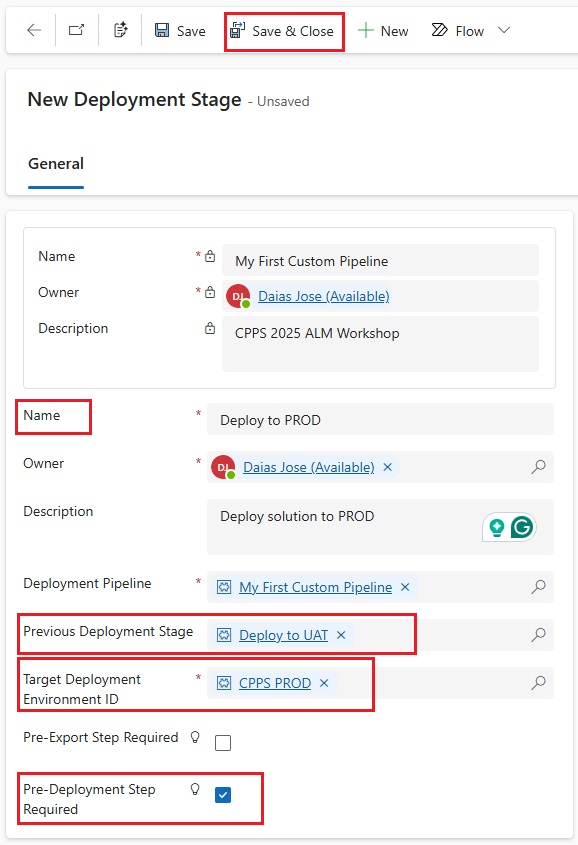 Save Save & Close New Flow
New Deployment Stage - Unsaved
General
Name * My First Custom Pipeline
Owner * DJ Daias Jose (Available)
Description CPPS 2025 ALM Workshop
Name * Deploy to PROD
Owner * DJ Daias Jose (Available)
Description Deploy solution to PROD
Deployment Pipeline * My First Custom Pipeline
Previous Deployment Stage Deploy to UAT
Target Deployment * CPPS PROD
Environment ID
Pre-Export Step Required
Pre-Deployment Step
Required